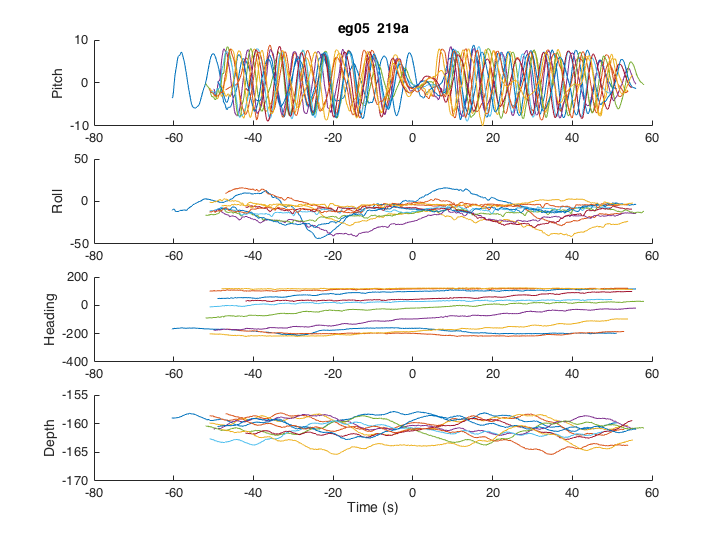 eg05 219a
Pitch
10
0
-10
-80 -60 -40 -20 0 20 40 60
Roll
50
0
-50
-80 -60 -40 -20 0 20 40 60
Heading
200
0
-200
-400
-80 -60 -40 -20 0 20 40 60
Depth
-155
-160
-165
-170
-80 -60 -40 -20 0 20 40 60
Time (s)